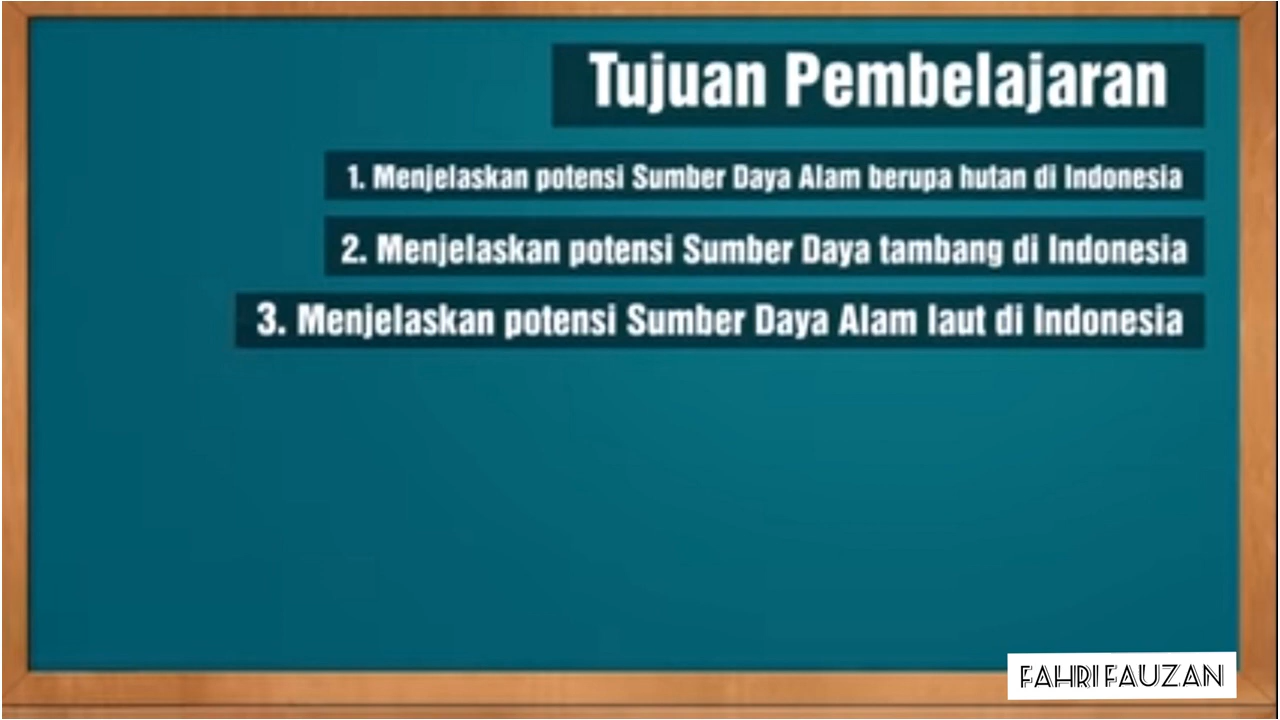 Tujuan Pembelajaran
1. Menjelaskan potensi Sumber Daya Alam berupa hutan di Indonesia
2. Menjelaskan potensi Sumber Daya tambang di Indonesia
3. Menjelaskan potensi Sumber Daya Alam laut di Indonesia
FAHRI FAUZAN